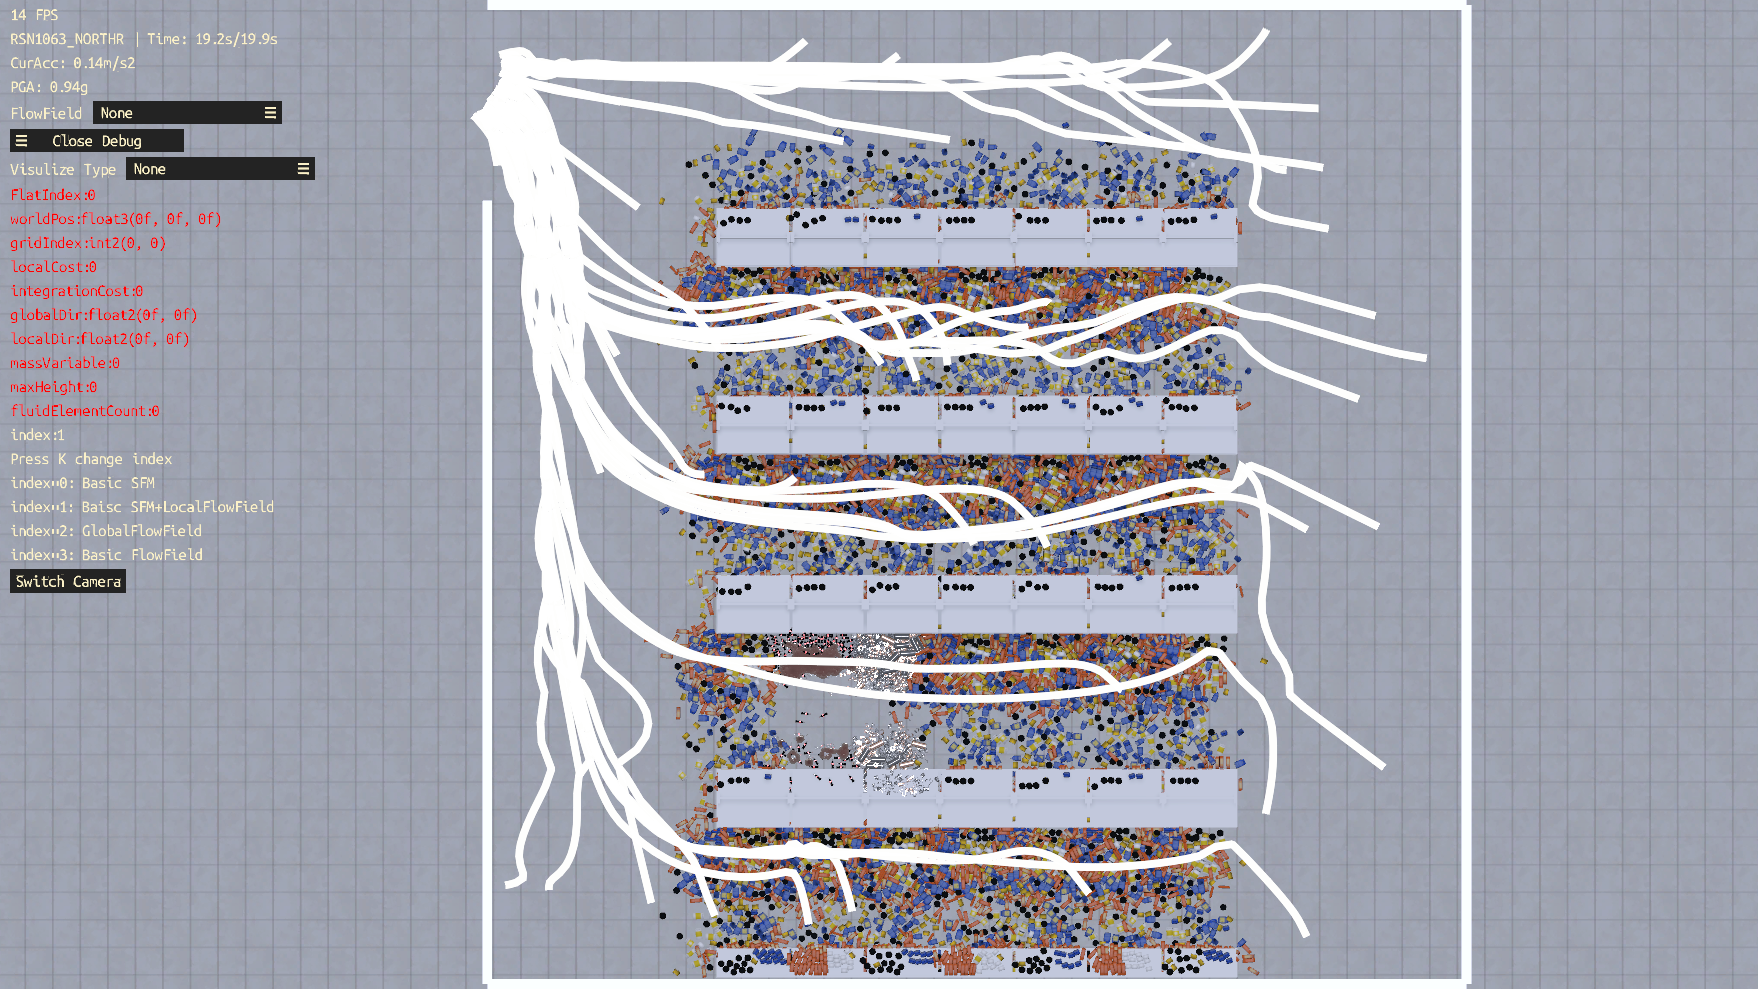 14 FPS
RSN1063_NORTHR | Time: 19.2s/19.9s
CurAcc: 0.14m/s2
PGA: 0.94g
FlowField None
Close Debug
Visulize Type None
FlatIndex:0
worldPos:float3(0f, 0f, 0f)
gridIndex:int2(0, 0)
localCost:0
integrationCost:0
globalDir:float2(0f, 0f)
localDir:float2(0f, 0f)
massVariable:0
maxHeight:0
fluidElementCount:0
index:1
Press K change index
index==0: Basic SFM
index==1: Baisc SFM+LocalFlowField
index==2: GlobalFlowField
index==3: Basic FlowField
Switch Camera